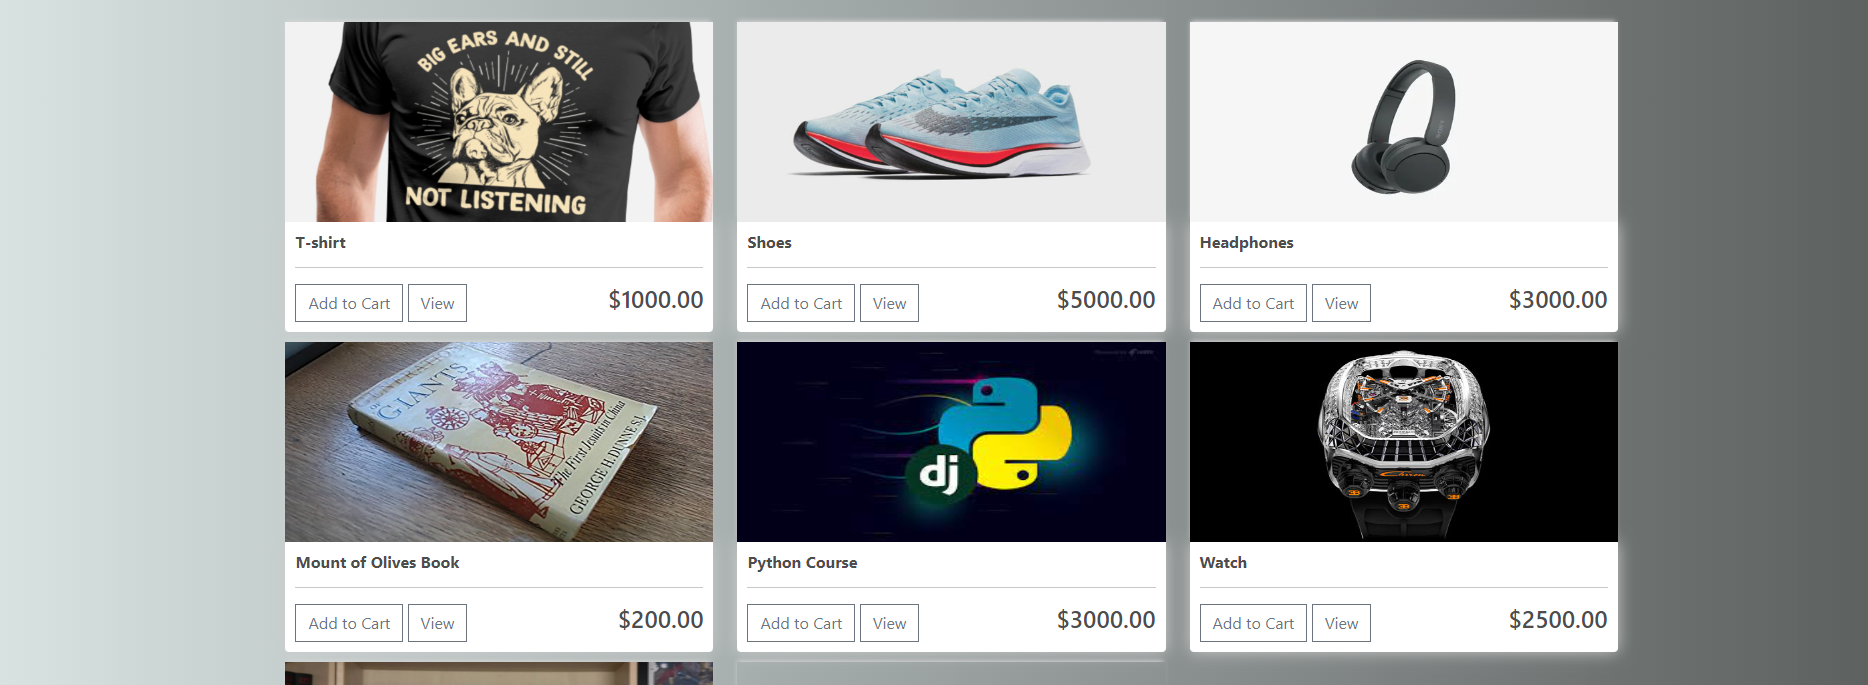 BIG EARS AND STILL
NOT LISTENING
T-shirt
Add to Cart
View
$1000.00
Shoes
Add to Cart
View
$5000.00
SONY
Headphones
Add to Cart
View
$3000.00
GIANTS
The First Jesuits in China
GEORGE H. DUNNE S.J.
Mount of Olives Book
Add to Cart
View
$200.00
dj
Python Course
Add to Cart
View
$3000.00
Watch
Add to Cart
View
$2500.00